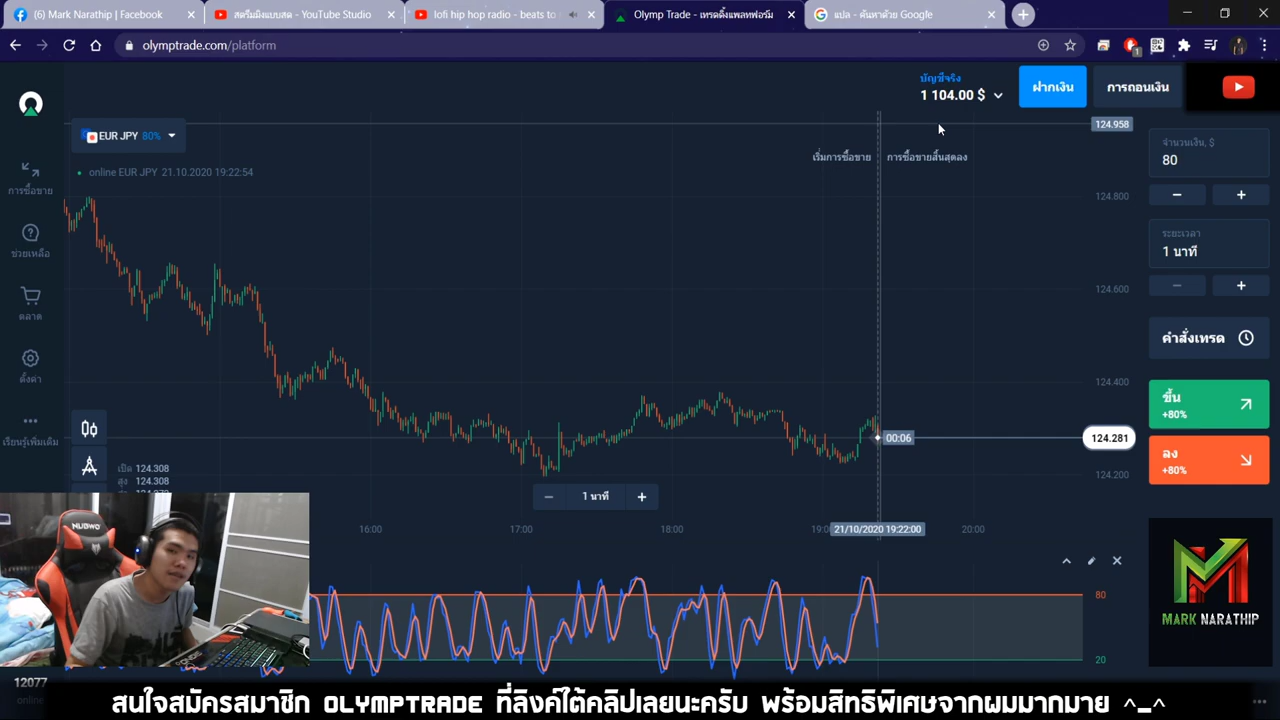 (6) Mark Narathip | Facebook
สตรีมมิงแบบสด - YouTube Studio
lofi hip hop radio - beats to
Olymp Trade - เทรดดิ้งแพลทฟอร์ม
แปล - ค้นหาด้วย Google
olymptrade.com/platform
1
บัญชีจริง
1 104.00 $
ฝากเงิน
การถอนเงิน
EUR JPY 80%
124.958
จำนวนเงิน, $
80
เริ่มการซื้อขาย
การซื้อขายสิ้นสุดลง
online EUR JPY 21.10.2020 19:22:54
การซื้อขาย
124.800
ระยะเวลา
1 นาที
ช่วยเหลือ
124.600
ตลาด
คำสั่งเทรด
ตั้งค่า
124.400
ขึ้น
+80%
เรียนรู้เพิ่มเติม
00:06
124.281
ลง
+80%
เปิด 124.308
สูง 124.308
124.200
1 นาที
16:00
17:00
18:00
21/10/2020 19:22:00
20:00
NUBWO
80
20
MARK NARATHIP
12077
online
สนใจสมัครสมาชิก OLYMPTRADE ที่ลิงค์ใต้คลิปเลยนะครับ พร้อมสิทธิพิเศษจากผมมากมาย ^_^